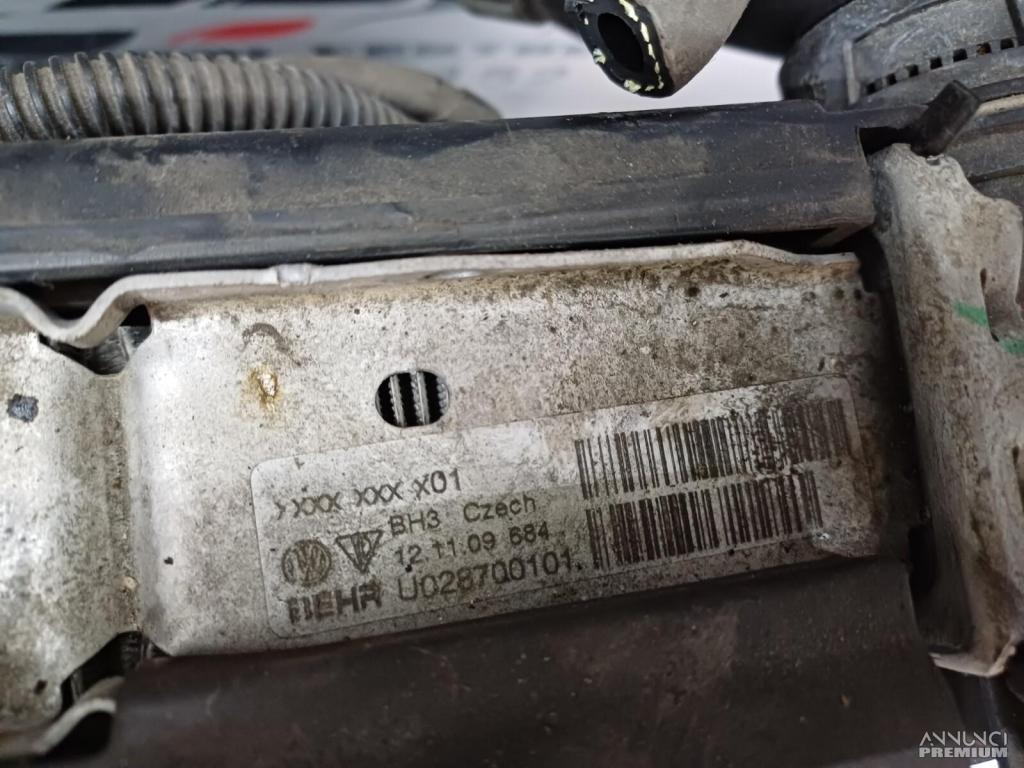 >XXX XXX X01
BH3 Czech
12.11.09 684
BEHR U028700101.
ANNUNCI
PREMIUM